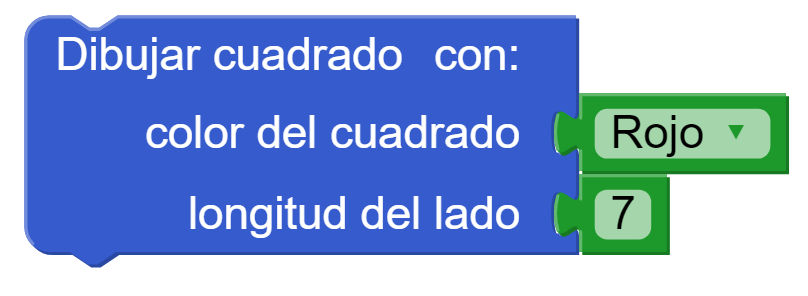 Dibujar cuadrado con:
color del cuadrado Rojo
longitud del lado 7